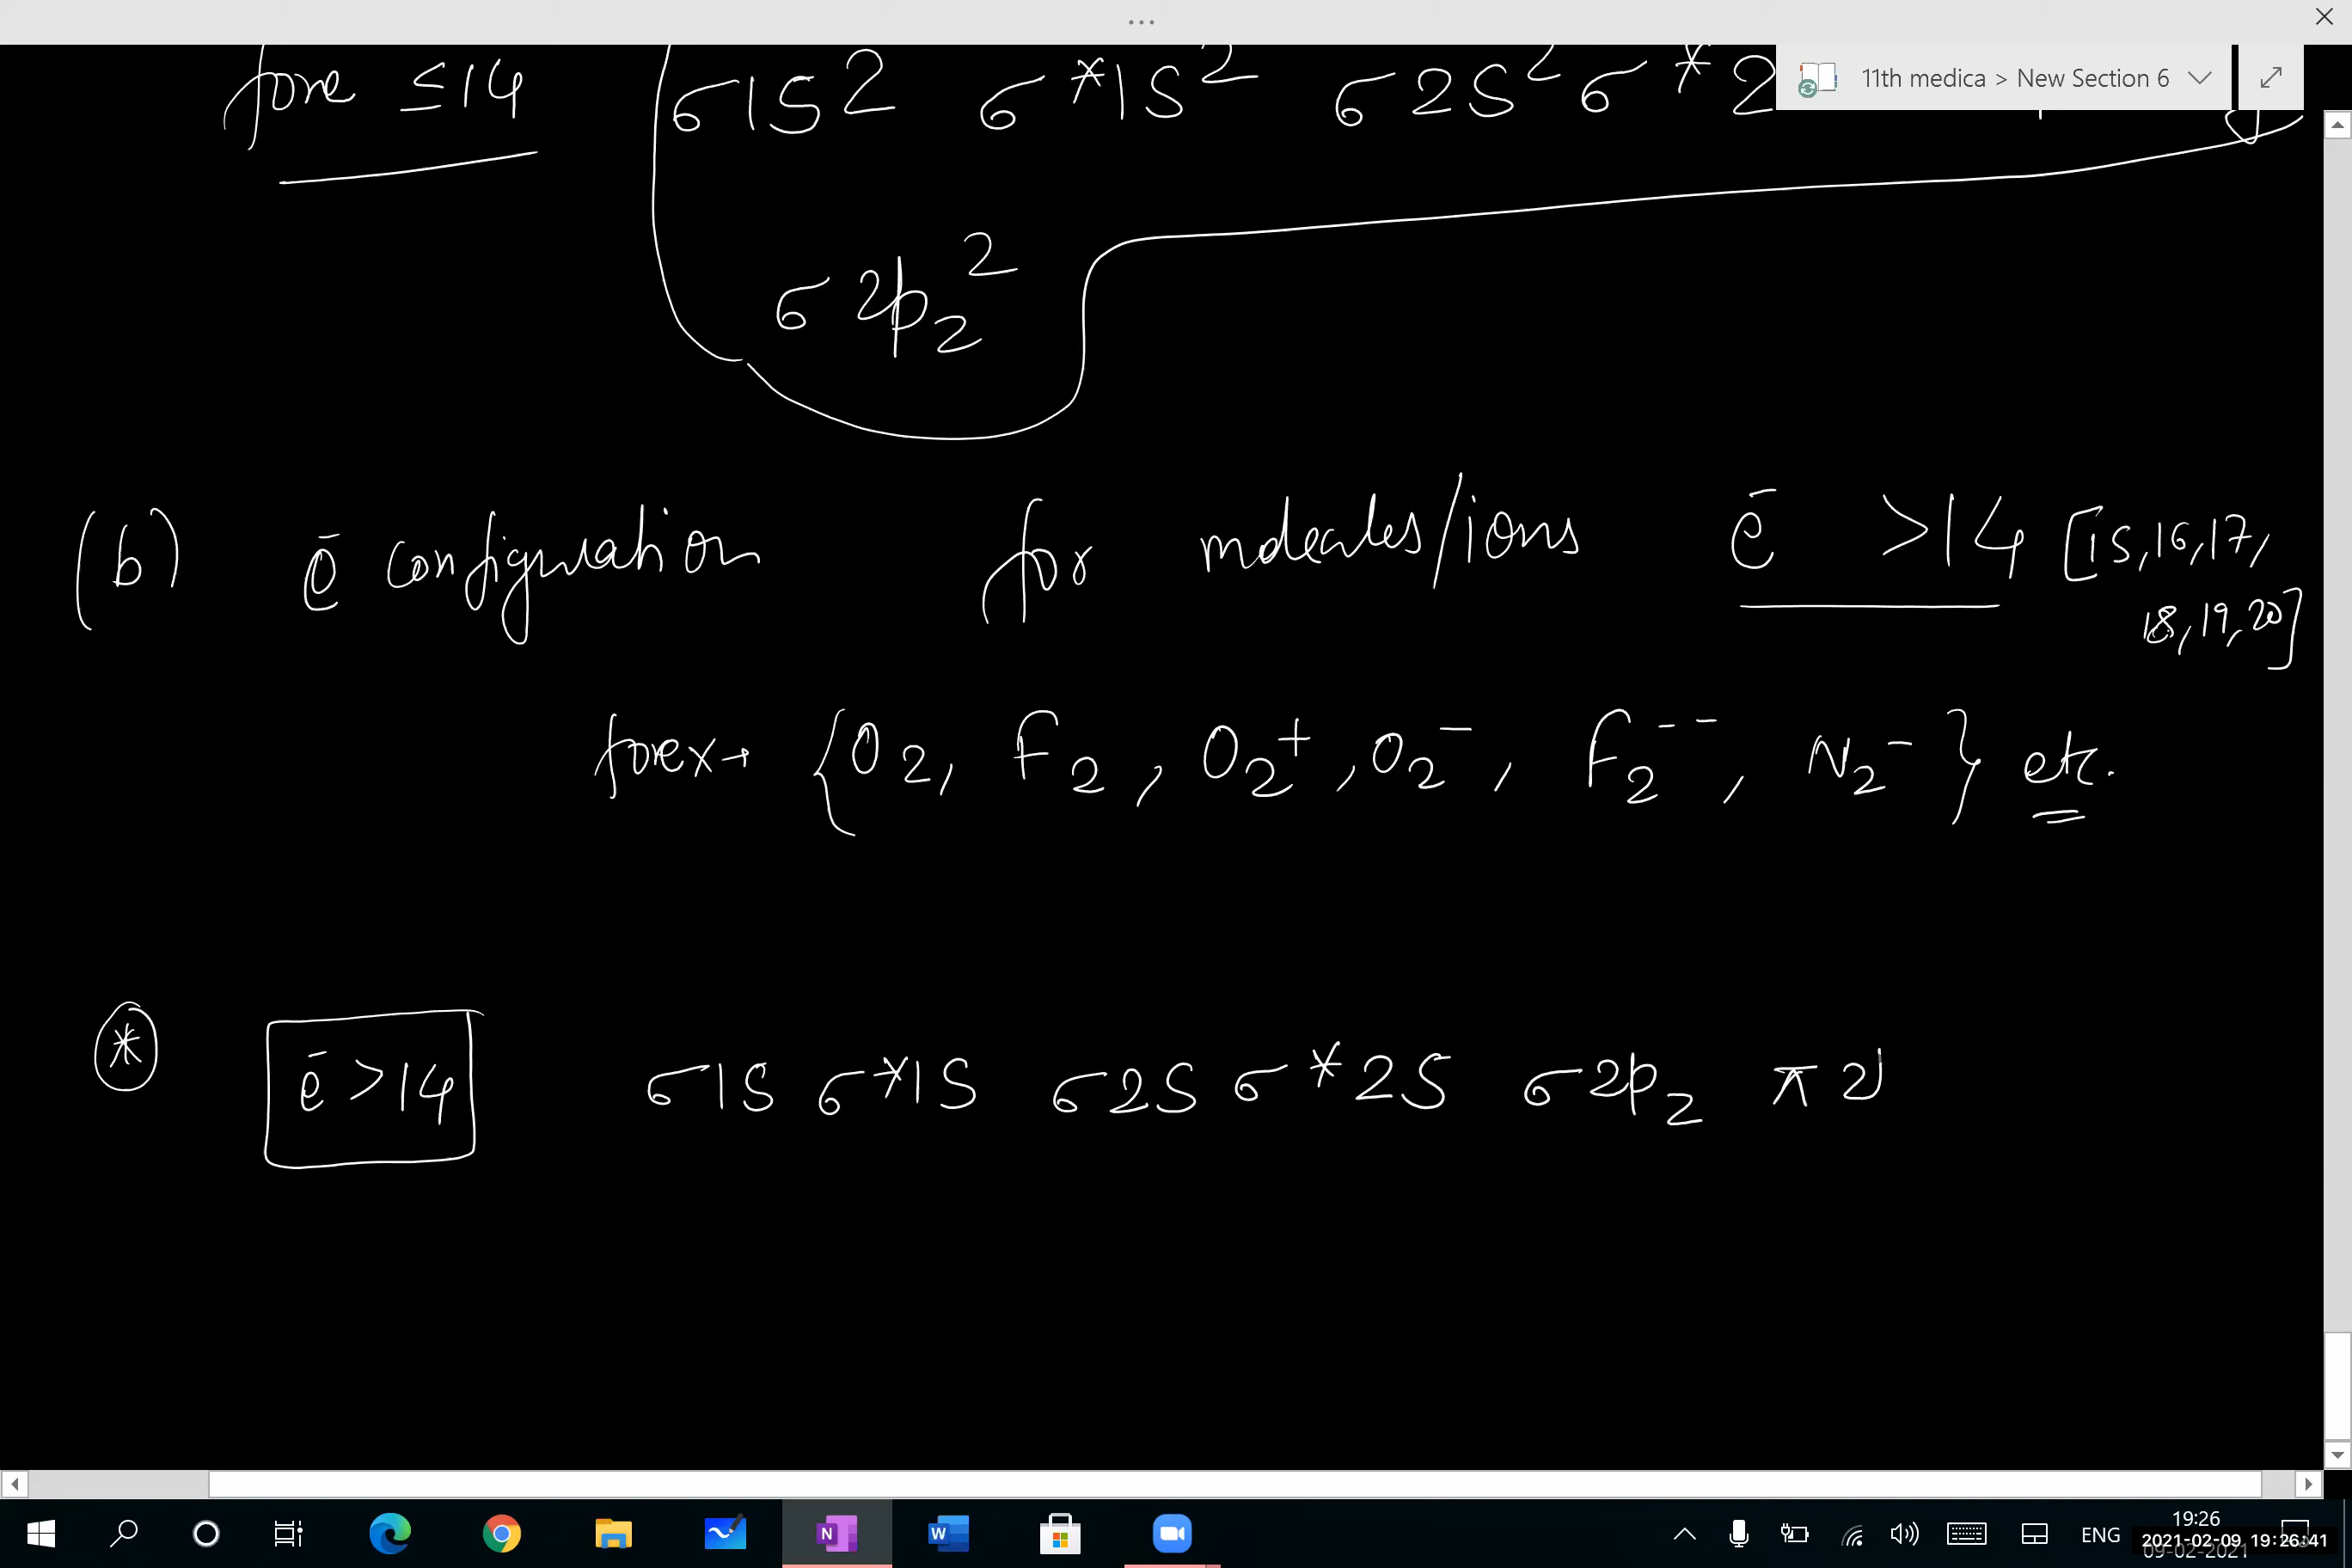 ...
11th medica > New Section 6
for e ≤14 σ1S² σ*1S² σ2S² σ*2
σ2p₂²
(b) ē configuration for molecules/ions ē >14 [15,16,17,
18,19,20]
for ex→ {O₂, F₂, O₂⁺, O₂⁻, F₂⁻⁻, N₂⁻} etc.
* ē>14 σ1S σ*1S σ2S σ*2S σ2p₂ π2
ENG
19:26
2021-02-09 19:26:41
09-02-2021